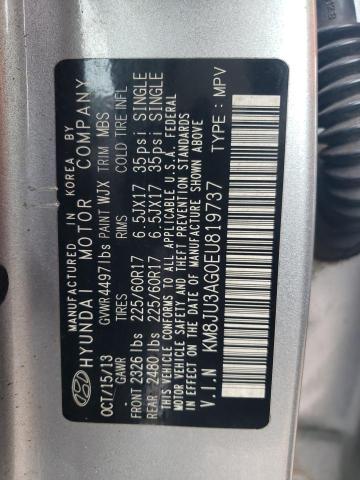 MANUFACTURED IN KOREA BY
HYUNDAI MOTOR COMPANY
OCT/15/13 GVWR 4497lbs PAINT WJX TRIM MBS
GAWR TIRES RIMS COLD TIRE INF.
FRONT 2326 lbs 225/60R17 6.5JX17 35psi SINGLE
REAR 2480 lbs 225/60R17 6.5JX17 35psi SINGLE
THIS VEHICLE CONFORMS TO ALL APPLICABLE U.S.A. FEDERAL
MOTOR VEHICLE SAFETY AND THEFT PREVENTION STANDARDS
IN EFFECT ON THE DATE OF MANUFACTURE SHOWN ABOVE
V.I.N KM8JU3AG0EU819737 TYPE : MPV